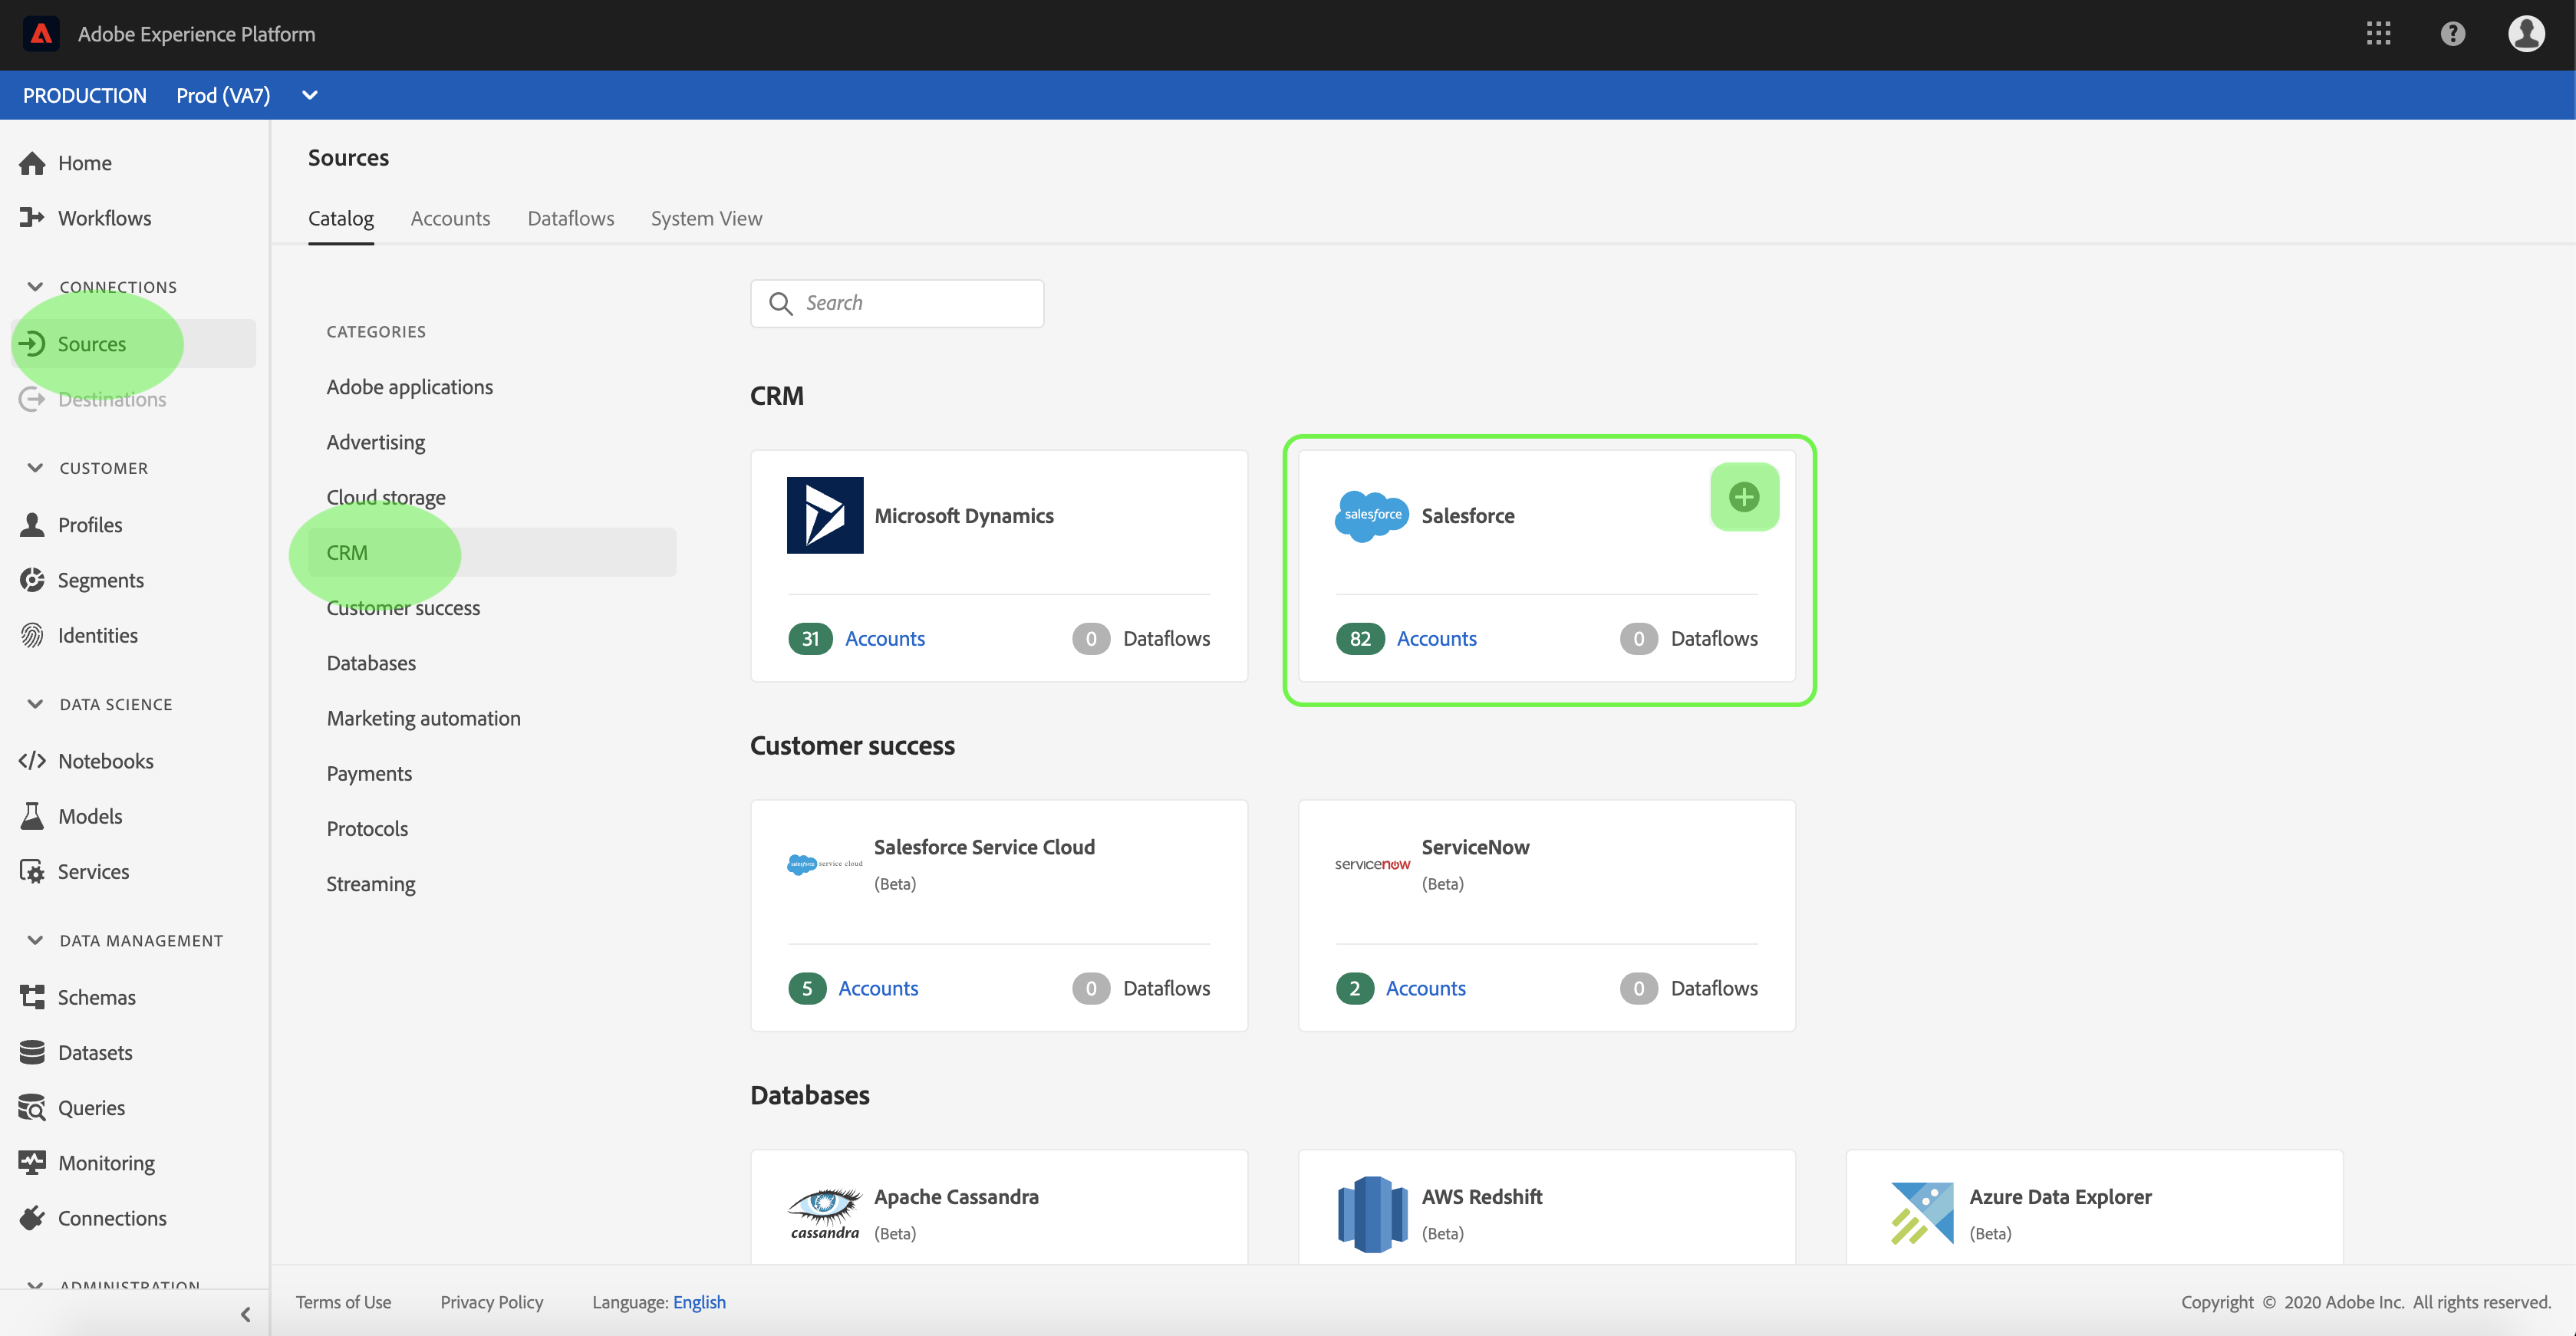 Adobe Experience Platform
PRODUCTION Prod (VA7)
Home
Workflows
CONNECTIONS
Sources
Destinations
CUSTOMER
Profiles
Segments
Identities
DATA SCIENCE
Notebooks
Models
Services
DATA MANAGEMENT
Schemas
Datasets
Queries
Monitoring
Connections
ADMINISTRATION
Sources
Catalog Accounts Dataflows System View
CATEGORIES
Adobe applications
Advertising
Cloud storage
CRM
Customer success
Databases
Marketing automation
Payments
Protocols
Streaming
Search
CRM
Microsoft Dynamics
31 Accounts 0 Dataflows
salesforce Salesforce
82 Accounts 0 Dataflows
Customer success
salesforce service cloud
Salesforce Service Cloud
(Beta)
5 Accounts 0 Dataflows
servicenow
ServiceNow
(Beta)
2 Accounts 0 Dataflows
Databases
cassandra
Apache Cassandra
(Beta)
AWS Redshift
(Beta)
Azure Data Explorer
(Beta)
Terms of Use Privacy Policy Language: English Copyright © 2020 Adobe Inc. All rights reserved.